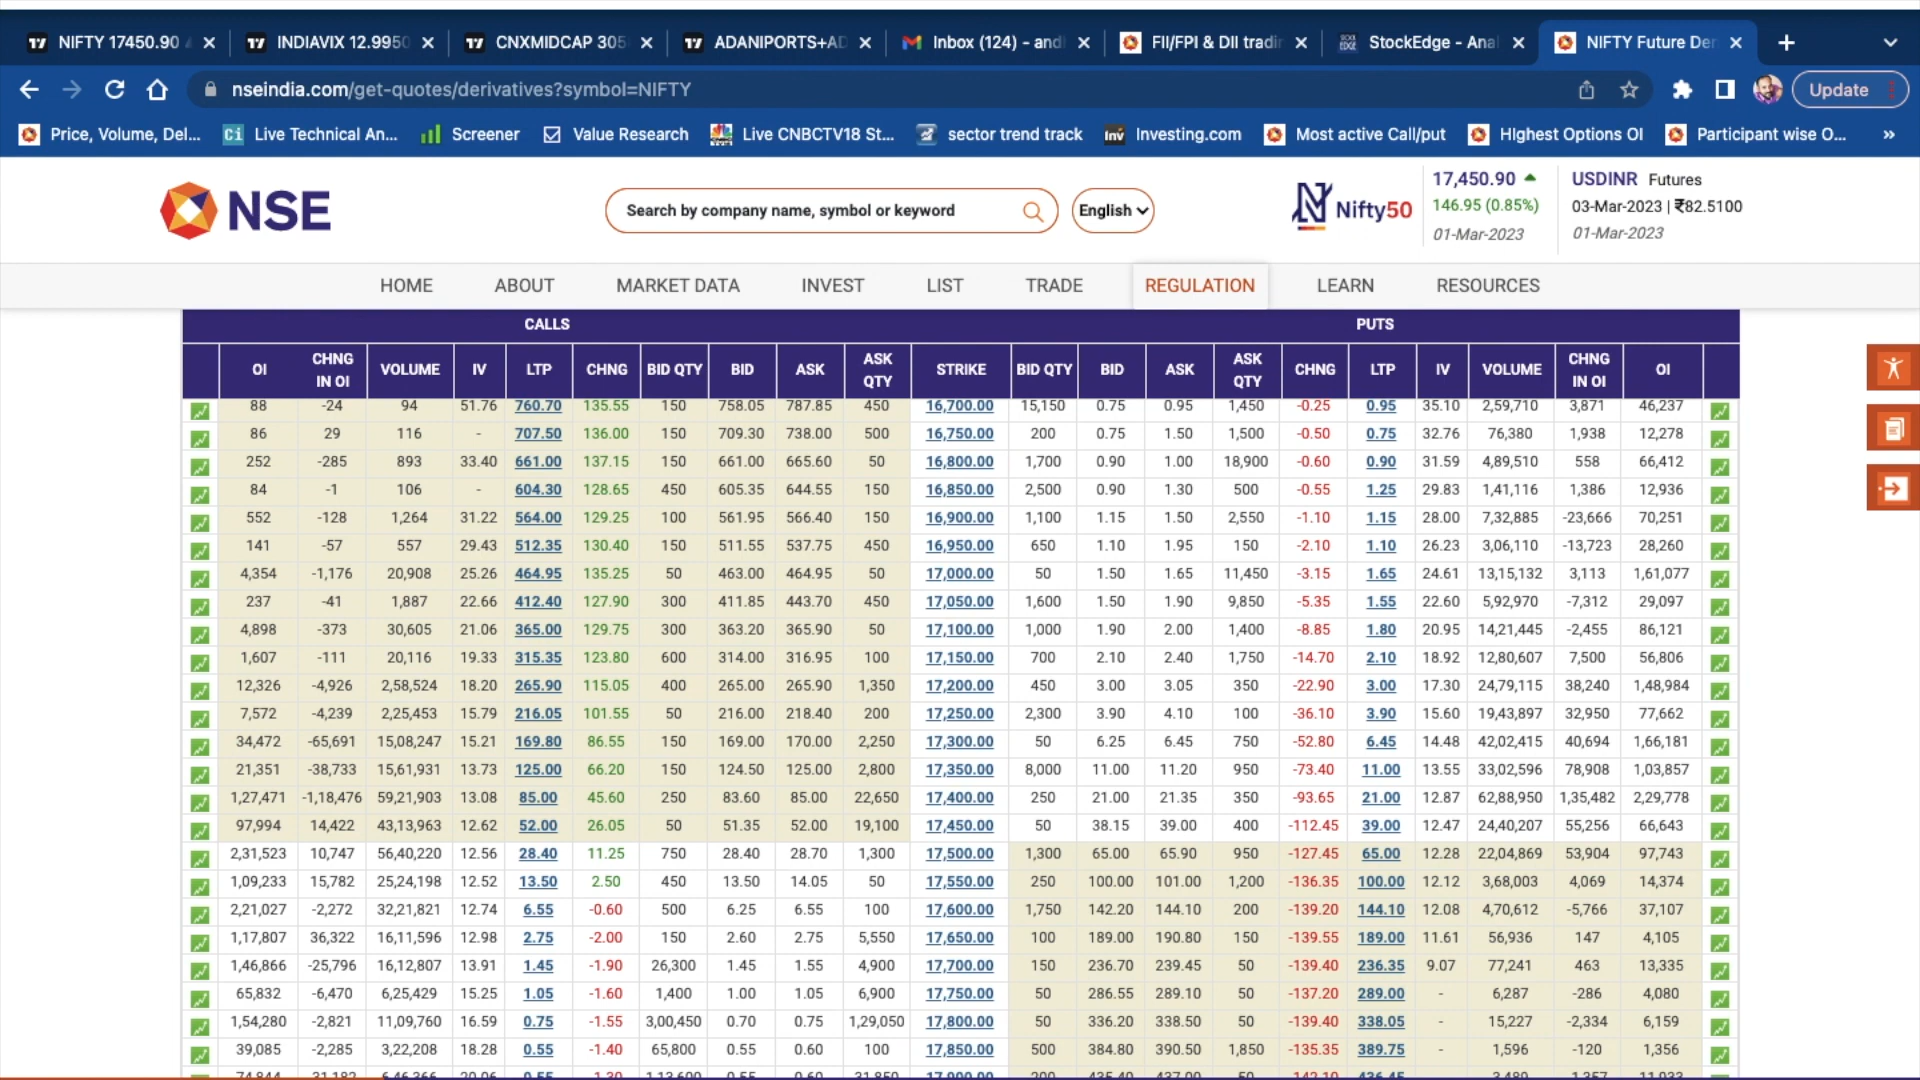 NIFTY 17450.90
INDIAVIX 12.9950
CNXMIDCAP 305
ADANIPORTS+AD
Inbox (124) - and
FII/FPI & DII tradin
StockEdge - Anal
NIFTY Future Der
nseindia.com/get-quotes/derivatives?symbol=NIFTY
Update
Price, Volume, Del... Live Technical An... Screener Value Research Live CNBCTV18 St... sector trend track Investing.com Most active Call/put HIghest Options OI Participant wise O... »
NSE
Search by company name, symbol or keyword
English
Nifty50
17,450.90
146.95 (0.85%)
01-Mar-2023
USDINR Futures
03-Mar-2023 | ₹82.5100
01-Mar-2023
HOME ABOUT MARKET DATA INVEST LIST TRADE REGULATION LEARN RESOURCES
CALLS PUTS
OI CHNG IN OI VOLUME IV LTP CHNG BID QTY BID ASK ASK QTY STRIKE BID QTY BID ASK ASK QTY CHNG LTP IV VOLUME CHNG IN OI OI
88 -24 94 51.76 760.70 135.55 150 758.05 787.85 450 16,700.00 15,150 0.75 0.95 1,450 -0.25 0.95 35.10 2,59,710 3,871 46,237
86 29 116 - 707.50 136.00 150 709.30 738.00 500 16,750.00 200 0.75 1.50 1,500 -0.50 0.75 32.76 76,380 1,938 12,278
252 -285 893 33.40 661.00 137.15 150 661.00 665.60 50 16,800.00 1,700 0.90 1.00 18,900 -0.60 0.90 31.59 4,89,510 558 66,412
84 -1 106 - 604.30 128.65 450 605.35 644.55 150 16,850.00 2,500 0.90 1.30 500 -0.55 1.25 29.83 1,41,116 1,386 12,936
552 -128 1,264 31.22 564.00 129.25 100 561.95 566.40 150 16,900.00 1,100 1.15 1.50 2,550 -1.10 1.15 28.00 7,32,885 -23,666 70,251
141 -57 557 29.43 512.35 130.40 150 511.55 537.75 450 16,950.00 650 1.10 1.95 150 -2.10 1.10 26.23 3,06,110 -13,723 28,260
4,354 -1,176 20,908 25.26 464.95 135.25 50 463.00 464.95 50 17,000.00 50 1.50 1.65 11,450 -3.15 1.65 24.61 13,15,132 3,113 1,61,077
237 -41 1,887 22.66 412.40 127.90 300 411.85 443.70 450 17,050.00 1,600 1.50 1.90 9,850 -5.35 1.55 22.60 5,92,970 -7,312 29,097
4,898 -373 30,605 21.06 365.00 129.75 300 363.20 365.90 50 17,100.00 1,000 1.90 2.00 1,400 -8.85 1.80 20.95 14,21,445 -2,455 86,121
1,607 -111 20,116 19.33 315.35 123.80 600 314.00 316.95 100 17,150.00 700 2.10 2.40 1,750 -14.70 2.10 18.92 12,80,607 7,500 56,806
12,326 -4,926 2,58,524 18.20 265.90 115.05 400 265.00 265.90 1,350 17,200.00 450 3.00 3.05 350 -22.90 3.00 17.30 24,79,115 38,240 1,48,984
7,572 -4,239 2,25,453 15.79 216.05 101.55 50 216.00 218.40 200 17,250.00 2,300 3.90 4.10 100 -36.10 3.90 15.60 19,43,897 32,950 77,662
34,472 -65,691 15,08,247 15.21 169.80 86.55 150 169.00 170.00 2,250 17,300.00 50 6.25 6.45 750 -52.80 6.45 14.48 42,02,415 40,694 1,66,181
21,351 -38,733 15,61,931 13.73 125.00 66.20 150 124.50 125.00 2,800 17,350.00 8,000 11.00 11.20 950 -73.40 11.00 13.55 33,02,596 78,908 1,03,857
1,27,471 -1,18,476 59,21,903 13.08 85.00 45.60 250 83.60 85.00 22,650 17,400.00 250 21.00 21.35 350 -93.65 21.00 12.87 62,88,950 1,35,482 2,29,778
97,994 14,422 43,13,963 12.62 52.00 26.05 50 51.35 52.00 19,100 17,450.00 50 38.15 39.00 400 -112.45 39.00 12.47 24,40,207 55,256 66,643
2,31,523 10,747 56,40,220 12.56 28.40 11.25 750 28.40 28.70 1,300 17,500.00 1,300 65.00 65.90 950 -127.45 65.00 12.28 22,04,869 53,904 97,743
1,09,233 15,782 25,24,198 12.52 13.50 2.50 450 13.50 14.05 50 17,550.00 250 100.00 101.00 1,200 -136.35 100.00 12.12 3,68,003 4,069 14,374
2,21,027 -2,272 32,21,821 12.74 6.55 -0.60 500 6.25 6.55 100 17,600.00 1,750 142.20 144.10 200 -139.20 144.10 12.08 4,70,612 -5,766 37,107
1,17,807 36,322 16,11,596 12.98 2.75 -2.00 150 2.60 2.75 5,550 17,650.00 100 189.00 190.80 150 -139.55 189.00 11.61 56,936 147 4,105
1,46,866 -25,796 16,12,807 13.91 1.45 -1.90 26,300 1.45 1.55 4,900 17,700.00 150 236.70 239.45 50 -139.40 236.35 9.07 77,241 463 13,335
65,832 -6,470 6,25,429 15.25 1.05 -1.60 1,400 1.00 1.05 6,900 17,750.00 50 286.55 289.10 50 -137.20 289.00 - 6,287 -286 4,080
1,54,280 -2,821 11,09,760 16.59 0.75 -1.55 3,00,450 0.70 0.75 1,29,050 17,800.00 50 336.20 338.50 50 -139.40 338.05 - 15,227 -2,334 6,159
39,085 -2,285 3,22,208 18.28 0.55 -1.40 65,800 0.55 0.60 100 17,850.00 500 384.80 390.50 1,850 -135.35 389.75 - 1,596 -120 1,356